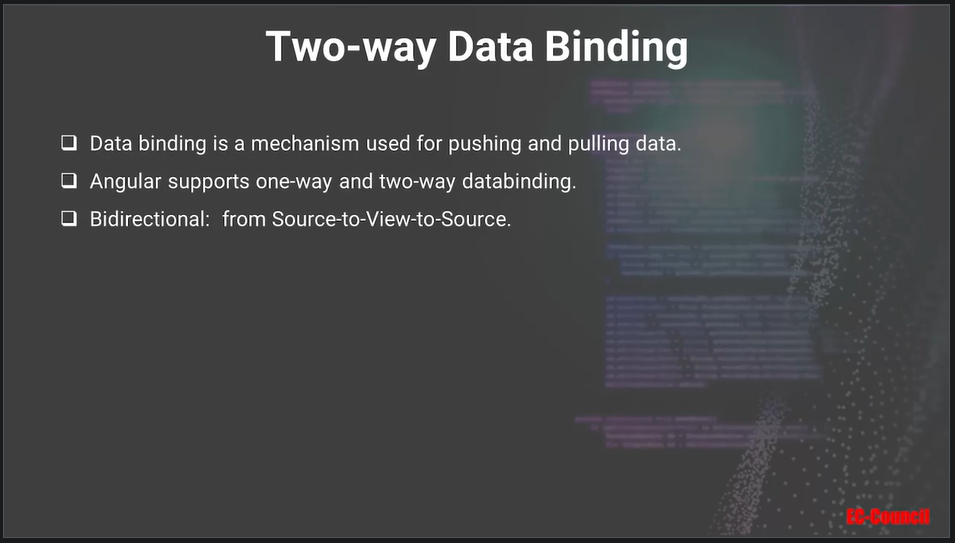 Two-way Data Binding
❑ Data binding is a mechanism used for pushing and pulling data.
❑ Angular supports one-way and two-way databinding.
❑ Bidirectional:  from Source-to-View-to-Source.
EC-Council